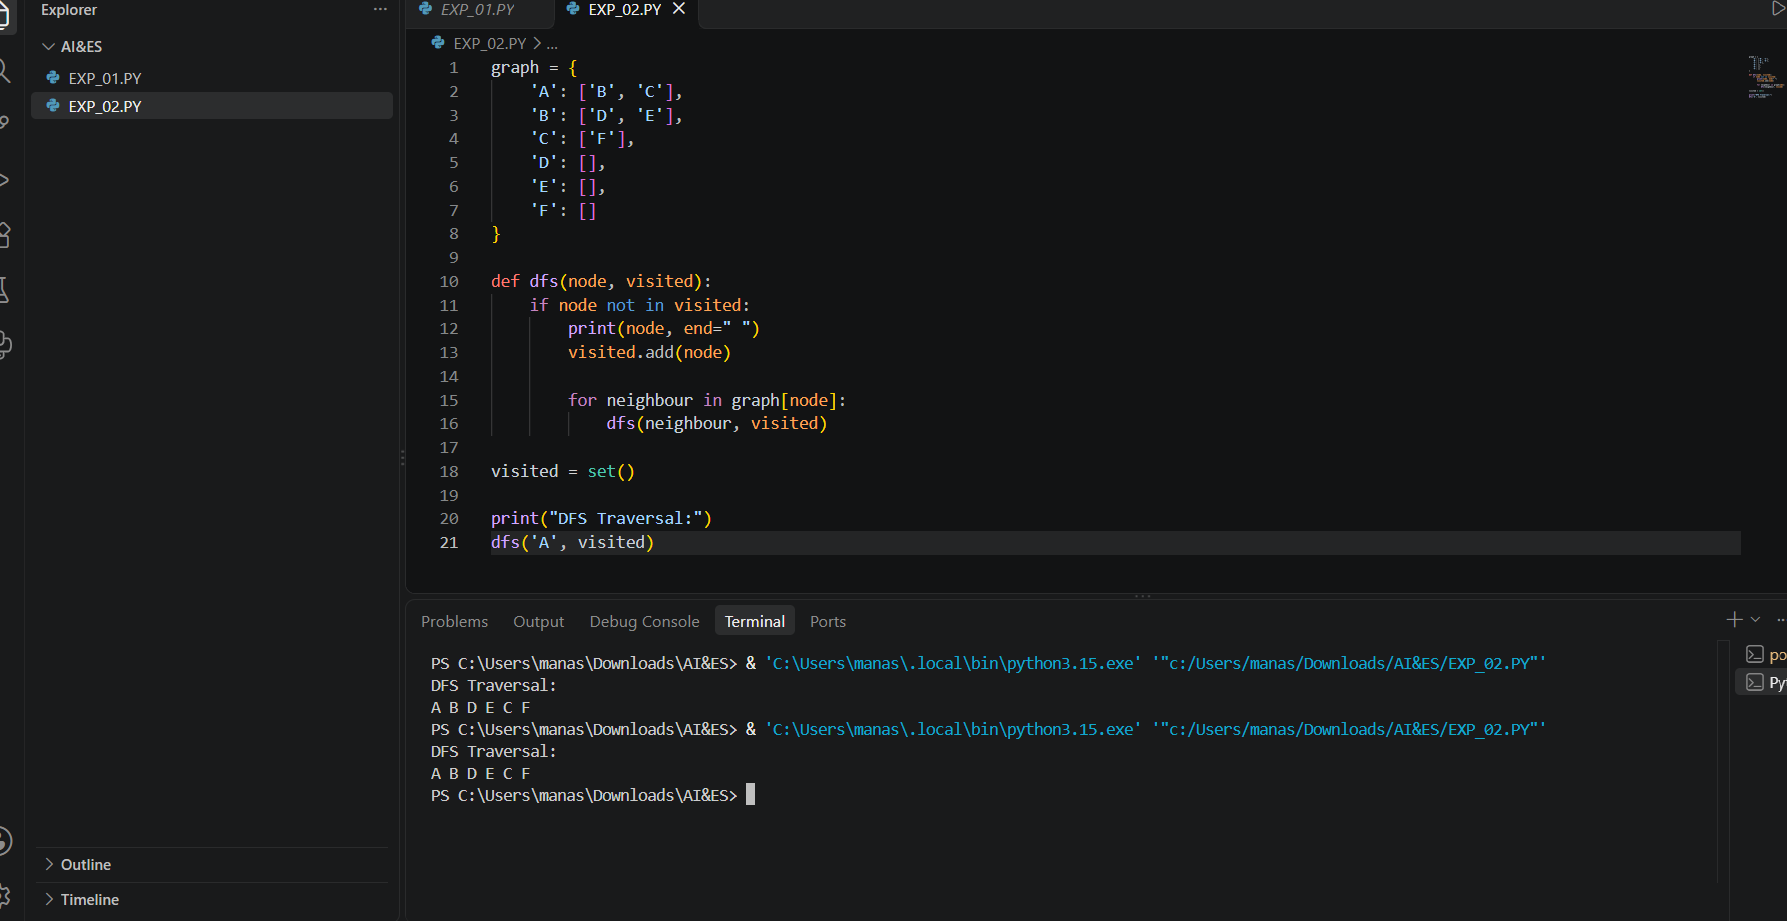 Explorer
AI&ES
EXP_01.PY
EXP_02.PY
Outline
Timeline
EXP_01.PY
EXP_02.PY
EXP_02.PY > ...
1 graph = {
2     'A': ['B', 'C'],
3     'B': ['D', 'E'],
4     'C': ['F'],
5     'D': [],
6     'E': [],
7     'F': []
8 }
9
10 def dfs(node, visited):
11     if node not in visited:
12         print(node, end=" ")
13         visited.add(node)
14
15         for neighbour in graph[node]:
16             dfs(neighbour, visited)
17
18 visited = set()
19
20 print("DFS Traversal:")
21 dfs('A', visited)
Problems Output Debug Console Terminal Ports
PS C:\Users\manas\Downloads\AI&ES> & 'C:\Users\manas\.local\bin\python3.15.exe' '"c:/Users/manas/Downloads/AI&ES/EXP_02.PY"'
DFS Traversal:
A B D E C F
PS C:\Users\manas\Downloads\AI&ES> & 'C:\Users\manas\.local\bin\python3.15.exe' '"c:/Users/manas/Downloads/AI&ES/EXP_02.PY"'
DFS Traversal:
A B D E C F
PS C:\Users\manas\Downloads\AI&ES>
po
Py